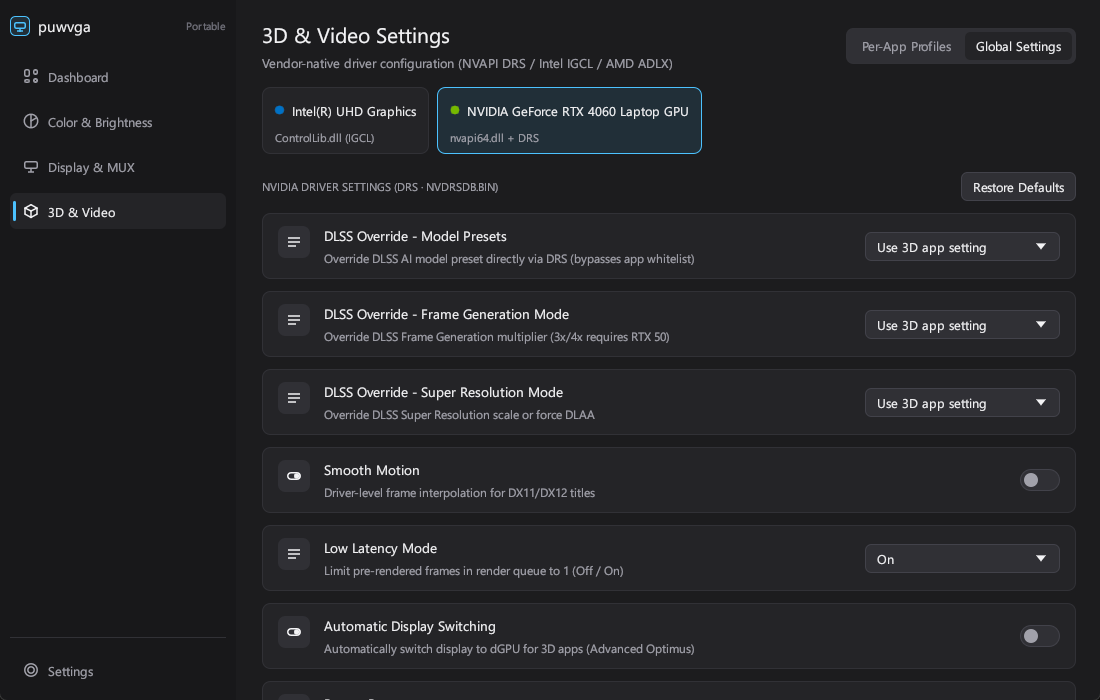 puwvga
Portable
Dashboard
Color & Brightness
Display & MUX
3D & Video
Settings
3D & Video Settings
Vendor-native driver configuration (NVAPI DRS / Intel IGCL / AMD ADLX)
Per-App Profiles
Global Settings
Intel(R) UHD Graphics
ControlLib.dll (IGCL)
NVIDIA GeForce RTX 4060 Laptop GPU
nvapi64.dll + DRS
NVIDIA DRIVER SETTINGS (DRS · NVDRSDB.BIN)
Restore Defaults
DLSS Override - Model Presets
Override DLSS AI model preset directly via DRS (bypasses app whitelist)
Use 3D app setting
DLSS Override - Frame Generation Mode
Override DLSS Frame Generation multiplier (3x/4x requires RTX 50)
Use 3D app setting
DLSS Override - Super Resolution Mode
Override DLSS Super Resolution scale or force DLAA
Use 3D app setting
Smooth Motion
Driver-level frame interpolation for DX11/DX12 titles
Low Latency Mode
Limit pre-rendered frames in render queue to 1 (Off / On)
On
Automatic Display Switching
Automatically switch display to dGPU for 3D apps (Advanced Optimus)